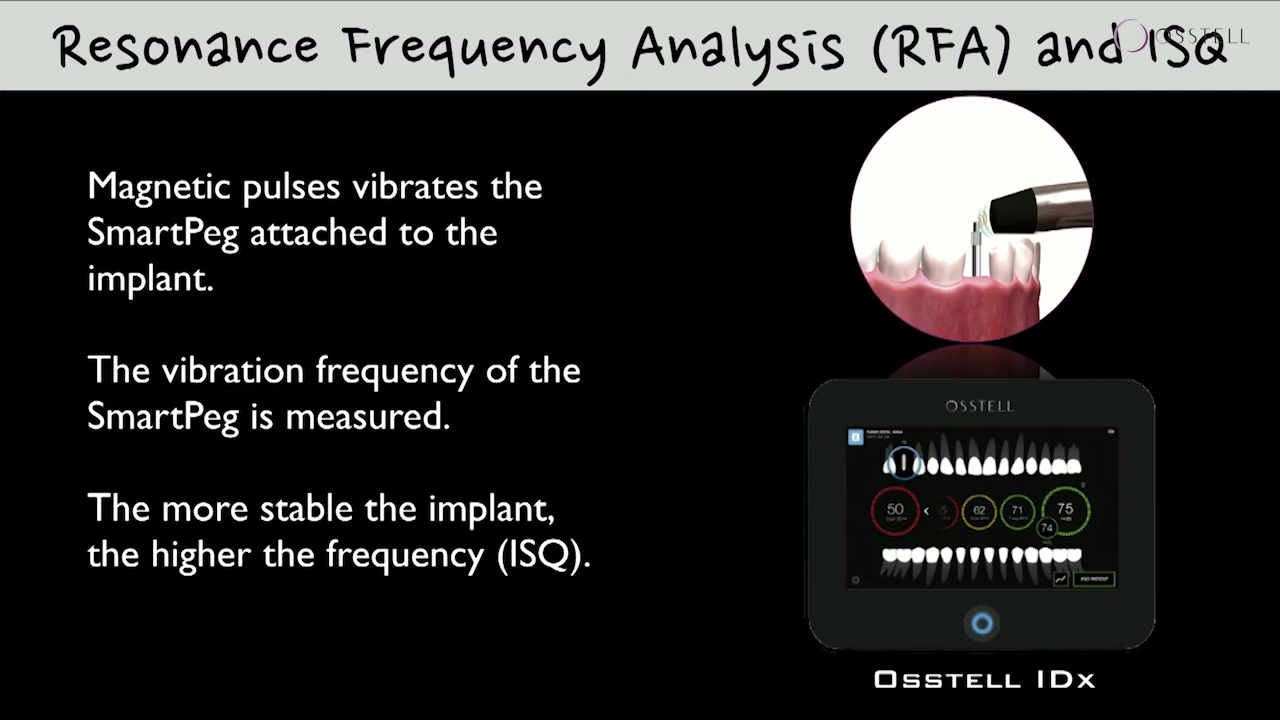 Resonance Frequency Analysis (RFA) and ISQ
OSSTELL
Magnetic pulses vibrates the
SmartPeg attached to the
implant.
The vibration frequency of the
SmartPeg is measured.
The more stable the implant,
the higher the frequency (ISQ).
OSSTELL
50
62
71
75
74
END PATIENT
Osstell IDx